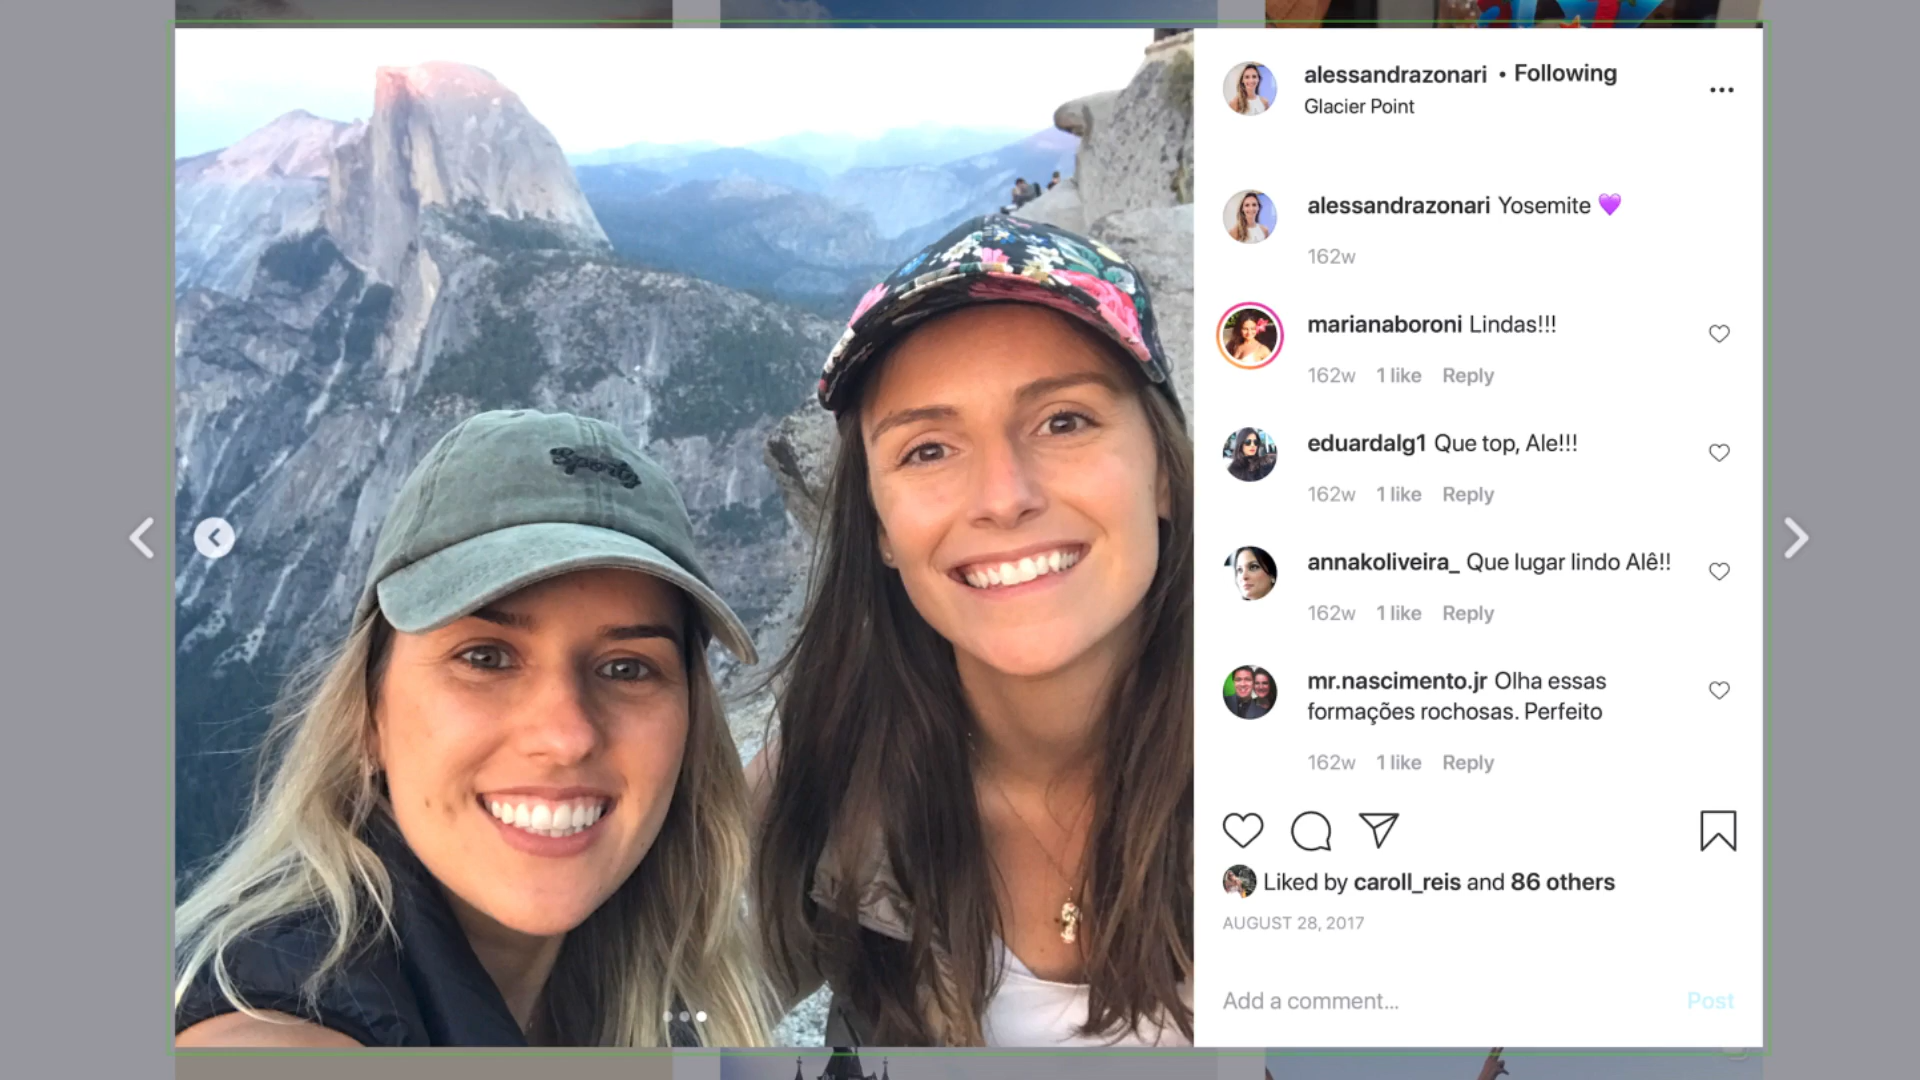 Sporty
alessandrazonari • Following
Glacier Point
alessandrazonari Yosemite 💜
162w
marianaboroni Lindas!!!
162w 1 like Reply
eduardalg1 Que top, Ale!!!
162w 1 like Reply
annakoliveira_ Que lugar lindo Alê!!
162w 1 like Reply
mr.nascimento.jr Olha essas
formações rochosas. Perfeito
162w 1 like Reply
Liked by caroll_reis and 86 others
AUGUST 28, 2017
Add a comment...
Post